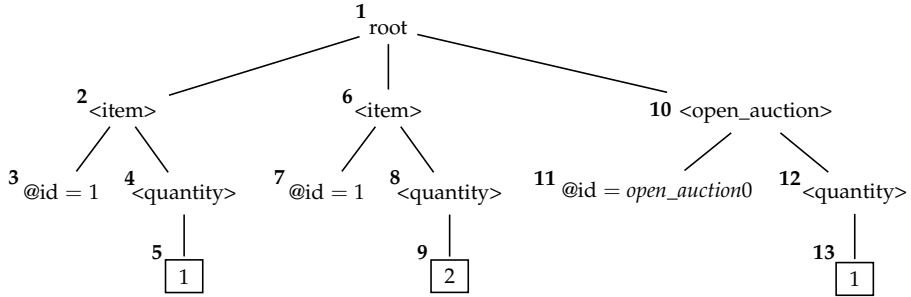 1 root
2 <item> 6 <item> 10 <open_auction>
3 @id = 1 4 <quantity> 7 @id = 1 8 <quantity> 11 @id = open_auction0 12 <quantity>
5 1 9 2 13 1